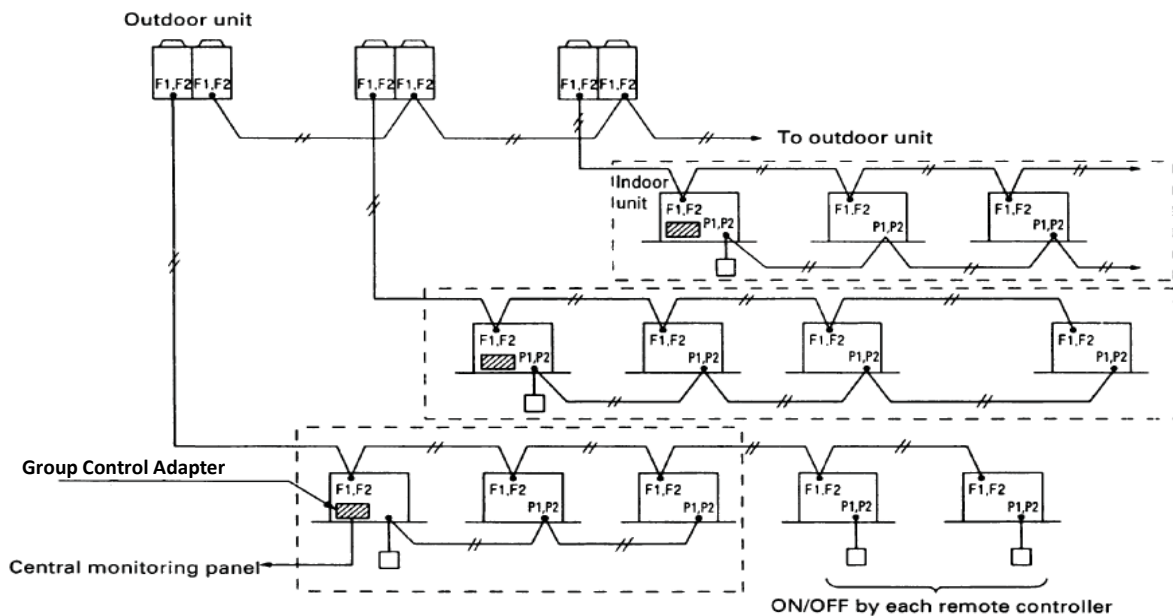 Outdoor unit
F1,F2 F1,F2 F1,F2 F1,F2 F1,F2 F1,F2
To outdoor unit
Indoor
unit
F1,F2 F1,F2 F1,F2
P1,P2 P1,P2 P1,P2
F1,F2 F1,F2 F1,F2 F1,F2
P1,P2 P1,P2 P1,P2 P1,P2
Group Control Adapter
F1,F2 F1,F2 F1,F2 F1,F2 F1,F2
P1,P2 P1,P2 P1,P2 P1,P2
Central monitoring panel
ON/OFF by each remote controller